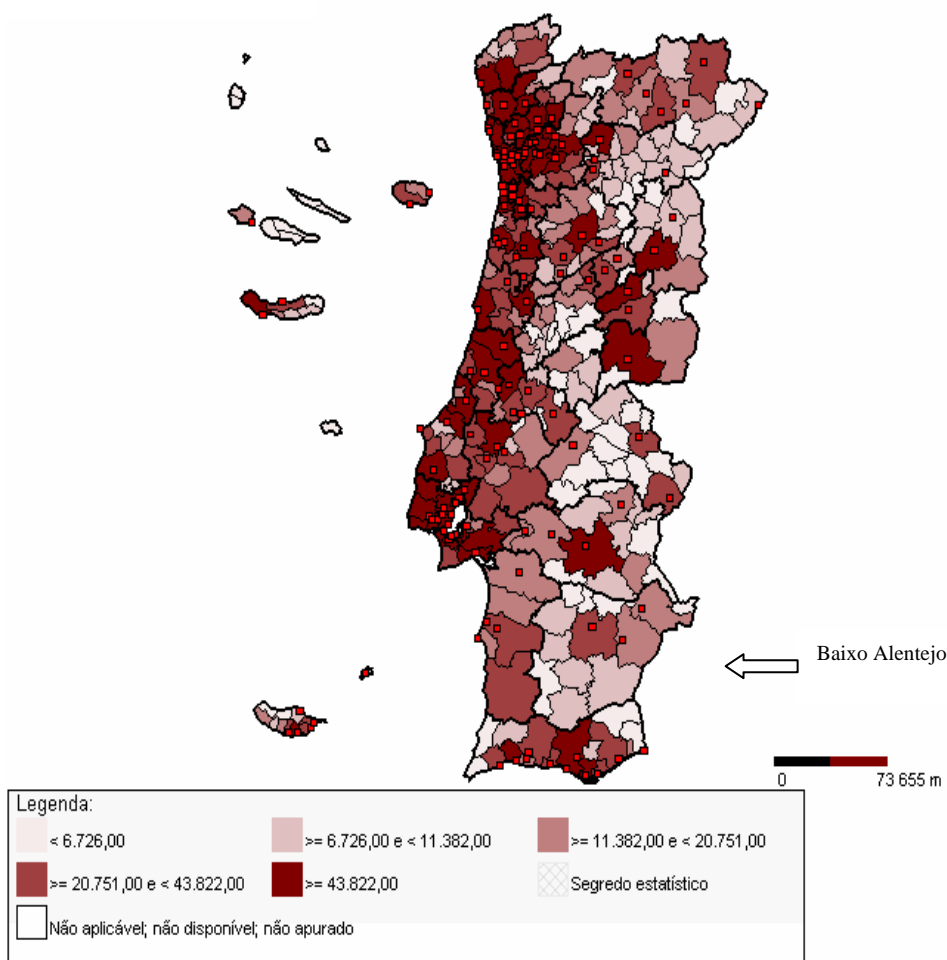 Baixo Alentejo
0 73 655 m
Legenda:
< 6.726,00 >= 6.726,00 e < 11.382,00 >= 11.382,00 e < 20.751,00
>= 20.751,00 e < 43.822,00 >= 43.822,00 Segredo estatístico
Não aplicável; não disponível; não apurado